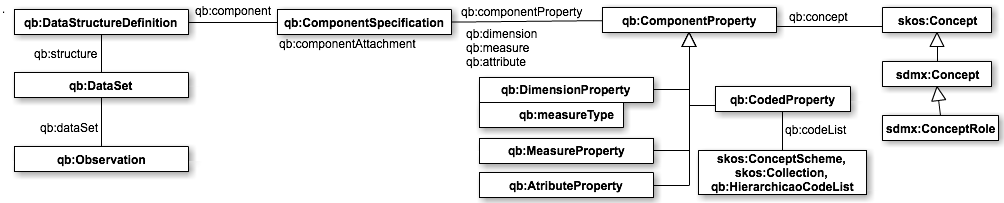 qb:DataStructureDefinition
qb:component
qb:ComponentSpecification
qb:componentProperty
qb:ComponentProperty
qb:concept
skos:Concept
qb:componentAttachment
qb:dimension
qb:measure
qb:attribute
qb:structure
qb:DataSet
sdmx:Concept
qb:DimensionProperty
qb:measureType
qb:CodedProperty
qb:dataSet
qb:codeList
sdmx:ConceptRole
qb:Observation
qb:MeasureProperty
skos:ConceptScheme,
skos:Collection,
qb:HierarchicaoCodeList
qb:AtributeProperty